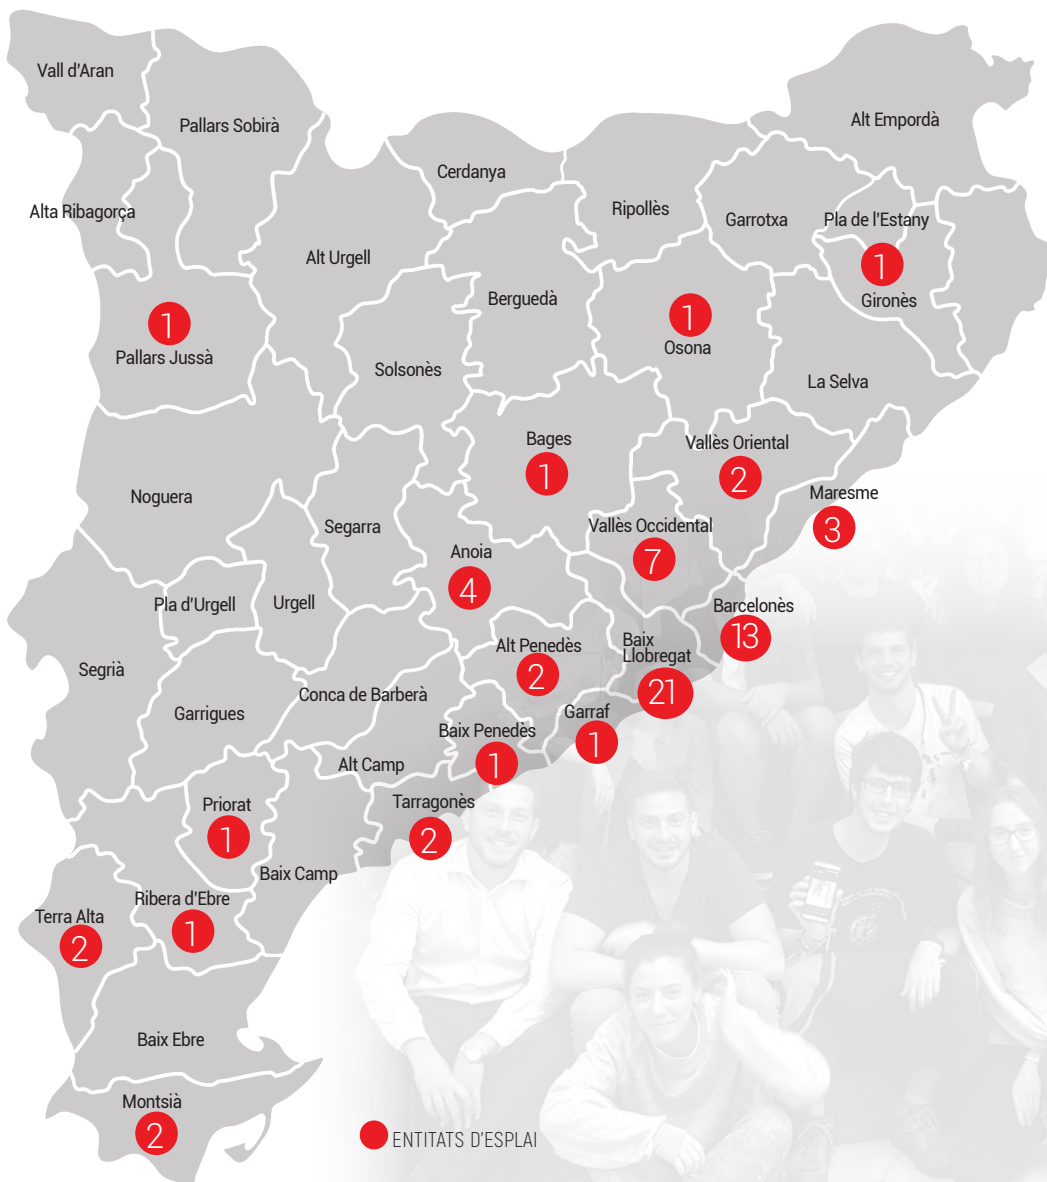 Vall d'Aran
Pallars Sobirà
Alt Empordà
Cerdanya
Alta Ribagorça
Ripollès
Garrotxa
Pla de l'Estany
Alt Urgell
1
Gironès
Berguedà
1
Osona
1
Pallars Jussà
Solsonès
La Selva
Bages
1
Vallès Oriental
2
Noguera
Maresme
3
Segarra
Vallès Occidental
7
Anoia
4
Pla d'Urgell
Urgell
Barcelonès
13
Alt Penedès
2
Baix
Llobregat
21
Segrià
Conca de Barberà
Garrigues
Garraf
1
Baix Penedès
1
Alt Camp
Priorat
1
Tarragonès
2
Baix Camp
Ribera d'Ebre
1
Terra Alta
2
Baix Ebre
Montsià
2
ENTITATS D'ESPLAI